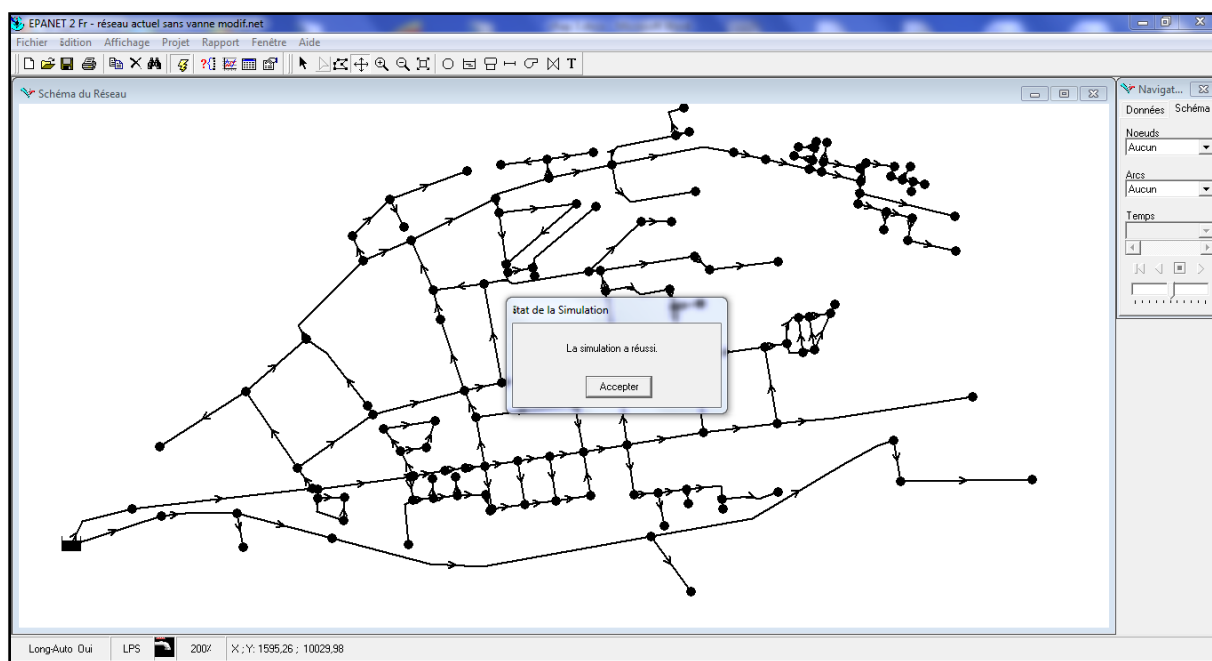 EPANET 2 Fr - réseau actuel sans vanne modif.net
Fichier Edition Affichage Projet Rapport Fenêtre Aide
T
Schéma du Réseau
Navigat...
Données Schéma
Noeuds
Aucun
Arcs
Aucun
Temps
Etat de la Simulation
La simulation a réussi.
Accepter
Long-Auto Oui LPS 200% X ; Y: 1595,26 ; 10029,98